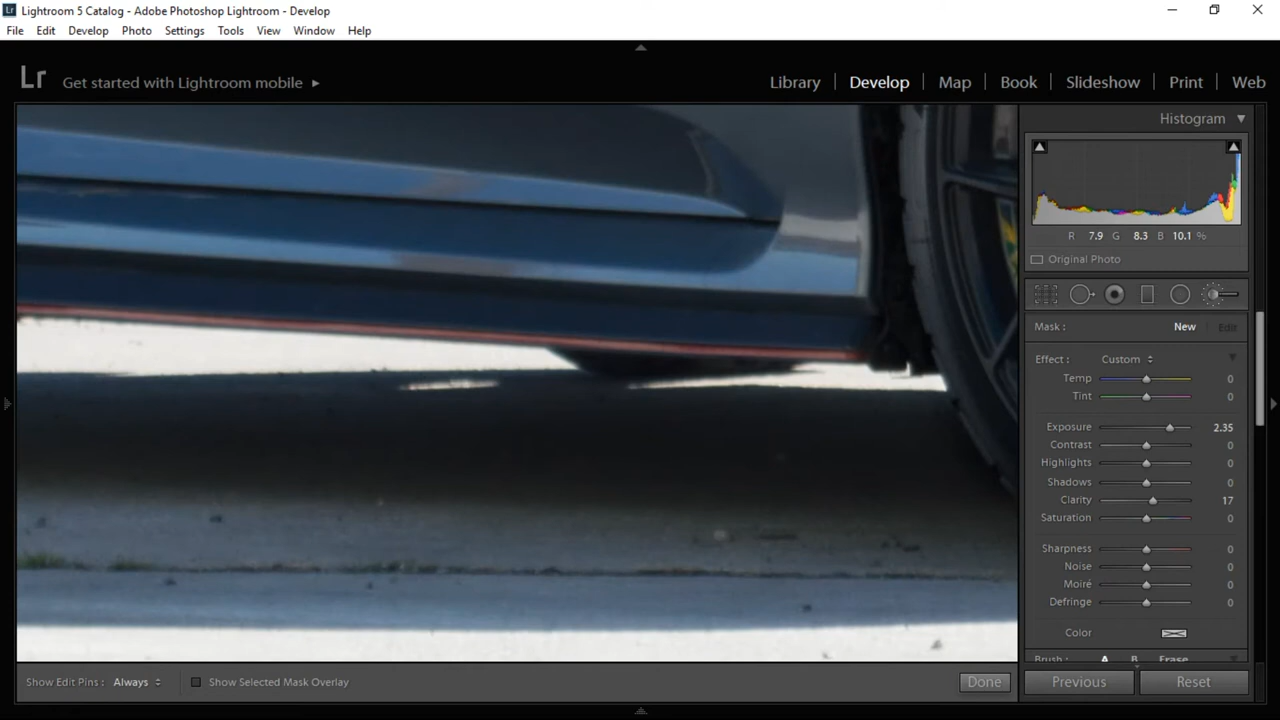 Lightroom 5 Catalog - Adobe Photoshop Lightroom - Develop
File Edit Develop Photo Settings Tools View Window Help
Lr Get started with Lightroom mobile
Library Develop Map Book Slideshow Print Web
Histogram
R 7.9 G 8.3 B 10.1 %
Original Photo
Mask : New Edit
Effect : Custom
Temp 0
Tint 0
Exposure 2.35
Contrast 0
Highlights 0
Shadows 0
Clarity 17
Saturation 0
Sharpness 0
Noise 0
Moiré 0
Defringe 0
Color
Brush: A B Erase
Show Edit Pins : Always Show Selected Mask Overlay Done
Previous Reset